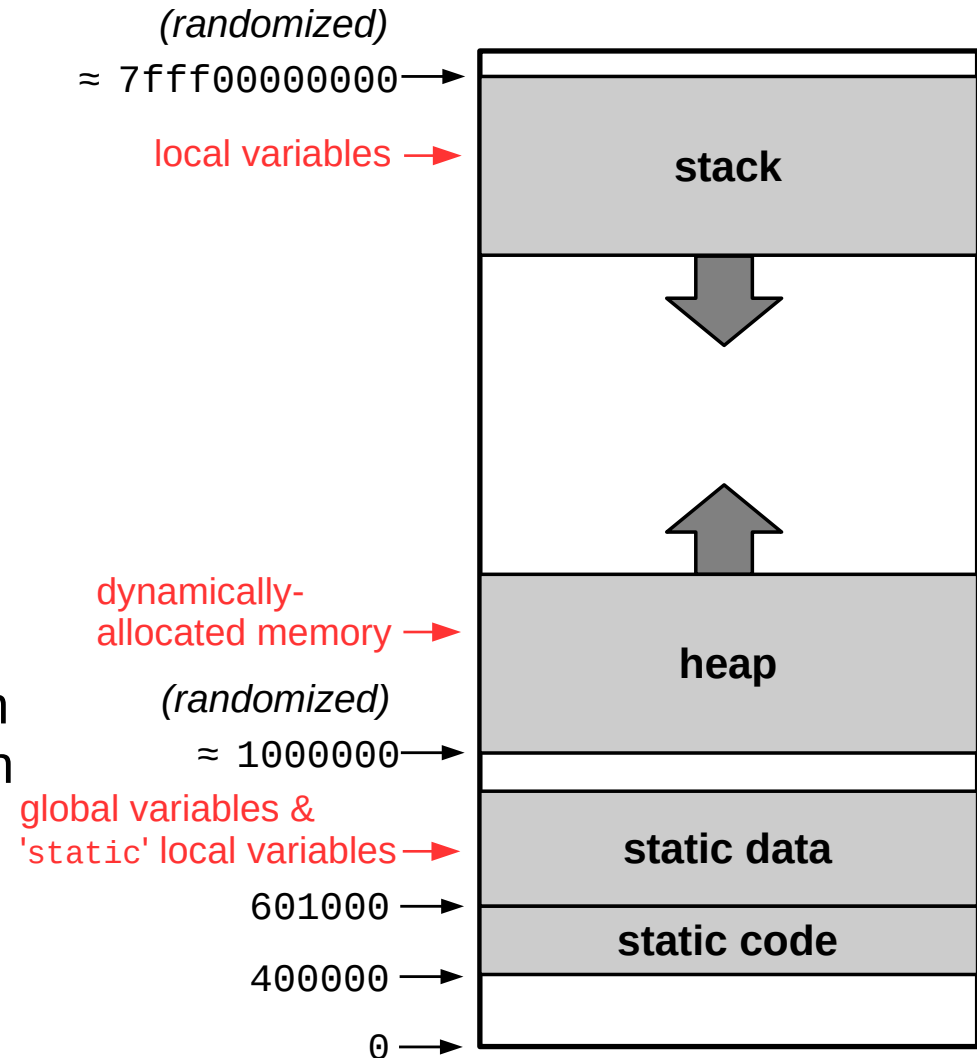 (randomized)
≈ 7fff00000000
local variables
stack
dynamically-
allocated memory
heap
(randomized)
≈ 1000000
global variables &
'static' local variables
static data
601000
static code
400000
0